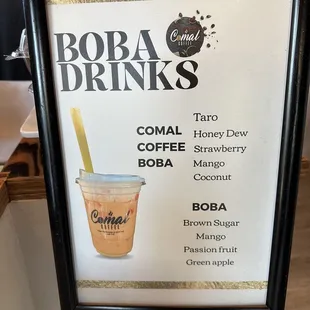 BOBA
DRINKS
Comal
COFFEE
COMAL
COFFEE
BOBA
Taro
Honey Dew
Strawberry
Mango
Coconut
Comal
COFFEE
BOBA
Brown Sugar
Mango
Passion fruit
Green apple